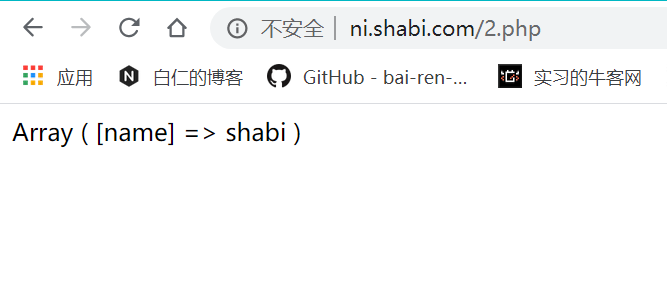 不安全 | ni.shabi.com/2.php
应用 白仁的博客 GitHub - bai-ren-... 实习的牛客网
Array ( [name] => shabi )